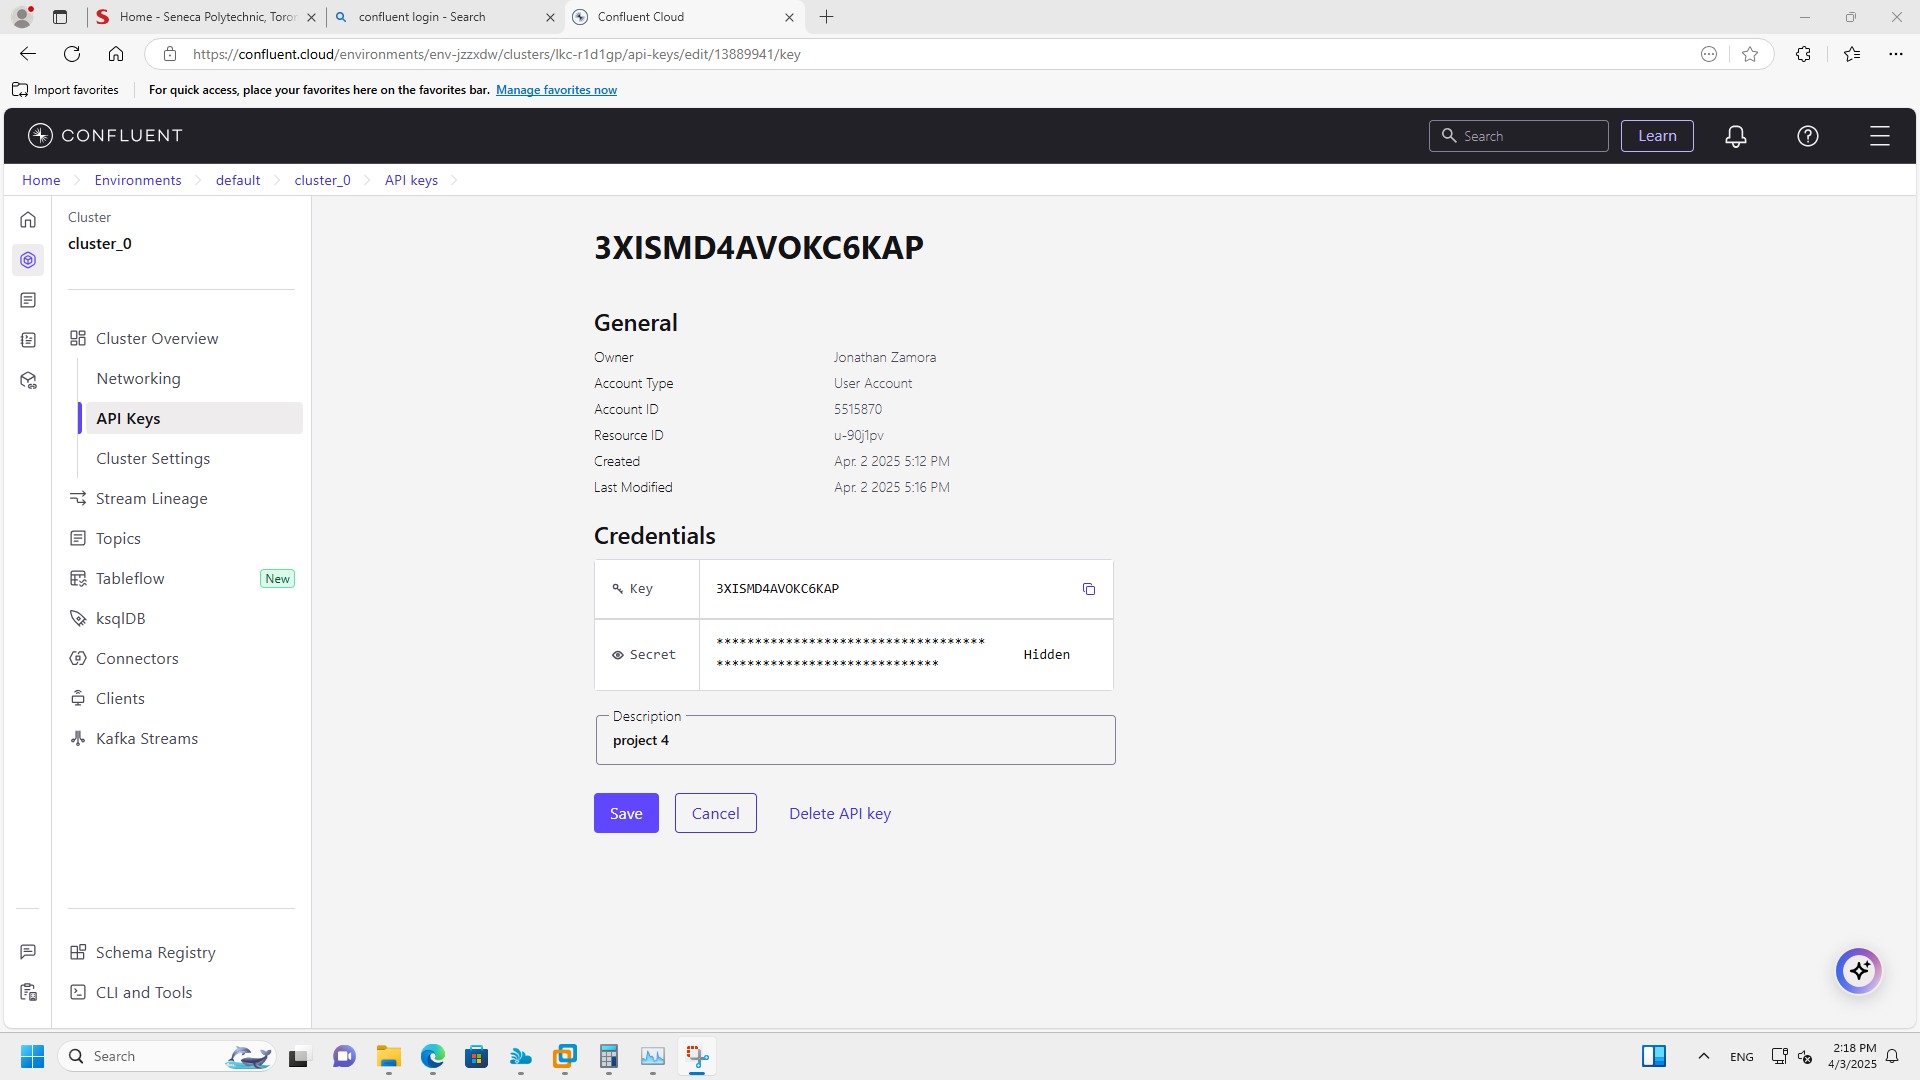 Home - Seneca Polytechnic, Toror
confluent login - Search
Confluent Cloud
https://confluent.cloud/environments/env-jzzxdw/clusters/lkc-r1d1gp/api-keys/edit/13889941/key
Import favorites
For quick access, place your favorites here on the favorites bar. Manage favorites now
CONFLUENT
Search
Learn
Home
Environments
default
cluster_0
API keys
Cluster
cluster_0
Cluster Overview
Networking
API Keys
Cluster Settings
Stream Lineage
Topics
Tableflow
New
ksqlDB
Connectors
Clients
Kafka Streams
Schema Registry
CLI and Tools
3XISMD4AVOKC6KAP
General
Owner Jonathan Zamora
Account Type User Account
Account ID 5515870
Resource ID u-90j1pv
Created Apr. 2 2025 5:12 PM
Last Modified Apr. 2 2025 5:16 PM
Credentials
Key 3XISMD4AVOKC6KAP
Secret ***********************************
***************************** Hidden
Description
project 4
Save
Cancel
Delete API key
Search
ENG
2:18 PM
4/3/2025